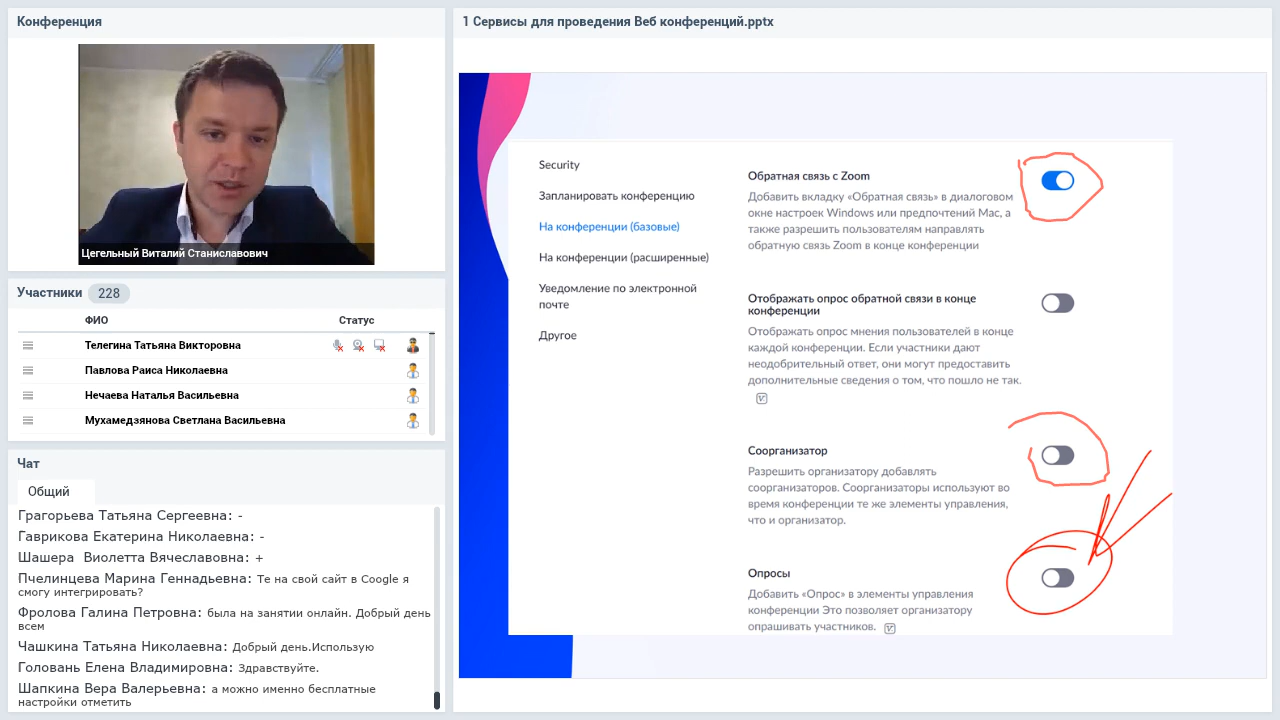 Конференция
Цегельный Виталий Станиславович
Участники 228
ФИО Статус
Телегина Татьяна Викторовна
Павлова Раиса Николаевна
Нечаева Наталья Васильевна
Мухамедзянова Светлана Васильевна
Чат
Общий
Грагорьева Татьяна Сергеевна: -
Гаврикова Екатерина Николаевна: -
Шашера Виолетта Вячеславовна: +
Пчелинцева Марина Геннадьевна: Те на свой сайт в Coogle я
смогу интегрировать?
Фролова Галина Петровна: была на занятии онлайн. Добрый день
всем
Чашкина Татьяна Николаевна: Добрый день.Использую
Головань Елена Владимировна: Здравствуйте.
Шапкина Вера Валерьевна: а можно именно бесплатные
настройки отметить
1 Сервисы для проведения Веб конференций.pptx
Security
Запланировать конференцию
На конференции (базовые)
На конференции (расширенные)
Уведомление по электронной
почте
Другое
Обратная связь с Zoom
Добавить вкладку «Обратная связь» в диалоговом
окне настроек Windows или предпочтений Mac, а
также разрешить пользователям направлять
обратную связь Zoom в конце конференции
Отображать опрос обратной связи в конце
конференции
Отображать опрос мнения пользователей в конце
каждой конференции. Если участники дают
неодобрительный ответ, они могут предоставить
дополнительные сведения о том, что пошло не так.
Соорганизатор
Разрешить организатору добавлять
соорганизаторов. Соорганизаторы используют во
время конференции те же элементы управления,
что и организатор.
Опросы
Добавить «Опрос» в элементы управления
конференции Это позволяет организатору
опрашивать участников.